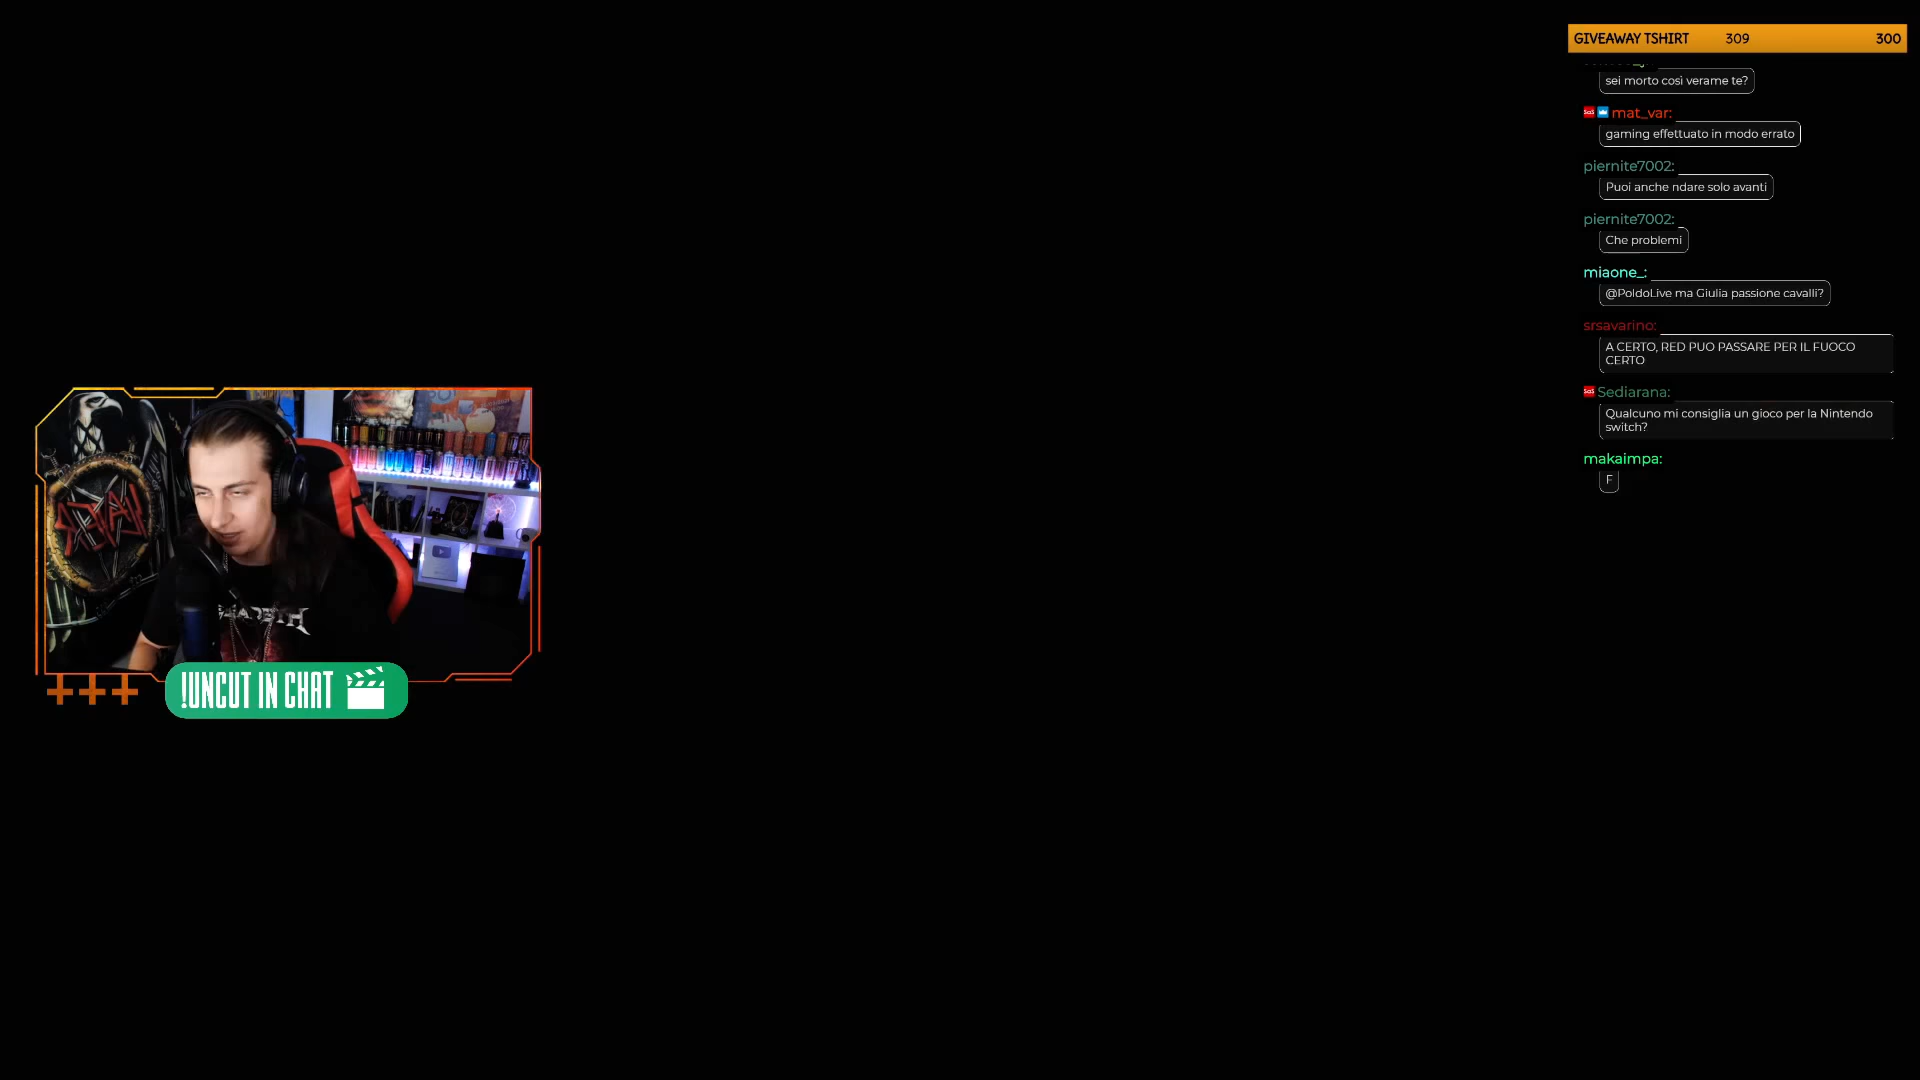 GIVEAWAY TSHIRT 309 300
sei morto così verame te?
mat_var:
gaming effettuato in modo errato
piernite7002:
Puoi anche ndare solo avanti
piernite7002:
Che problemi
miaone_:
@PoldoLive ma Giulia passione cavalli?
srsavarino:
A CERTO, RED PUO PASSARE PER IL FUOCO
CERTO
Sediarana:
Qualcuno mi consiglia un gioco per la Nintendo
switch?
makaimpa:
F
MEGADETH
!UNCUT IN CHAT